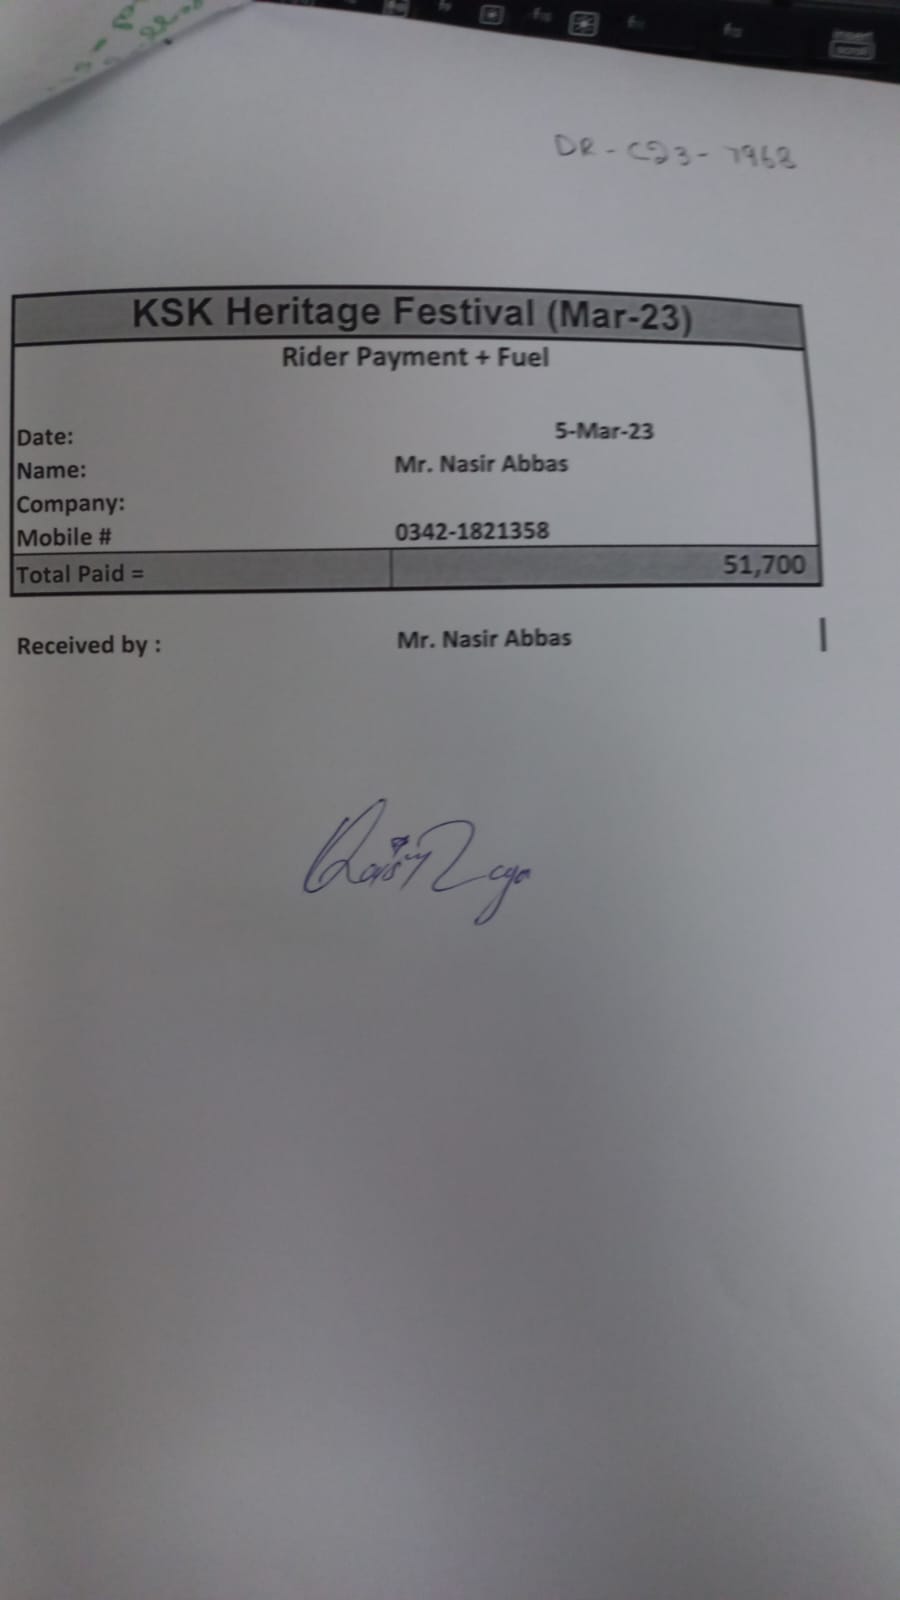 DR - C23 - 7968
KSK Heritage Festival (Mar-23)
Rider Payment + Fuel
Date: 5-Mar-23
Name: Mr. Nasir Abbas
Company:
Mobile # 0342-1821358
Total Paid = 51,700
Received by : Mr. Nasir Abbas